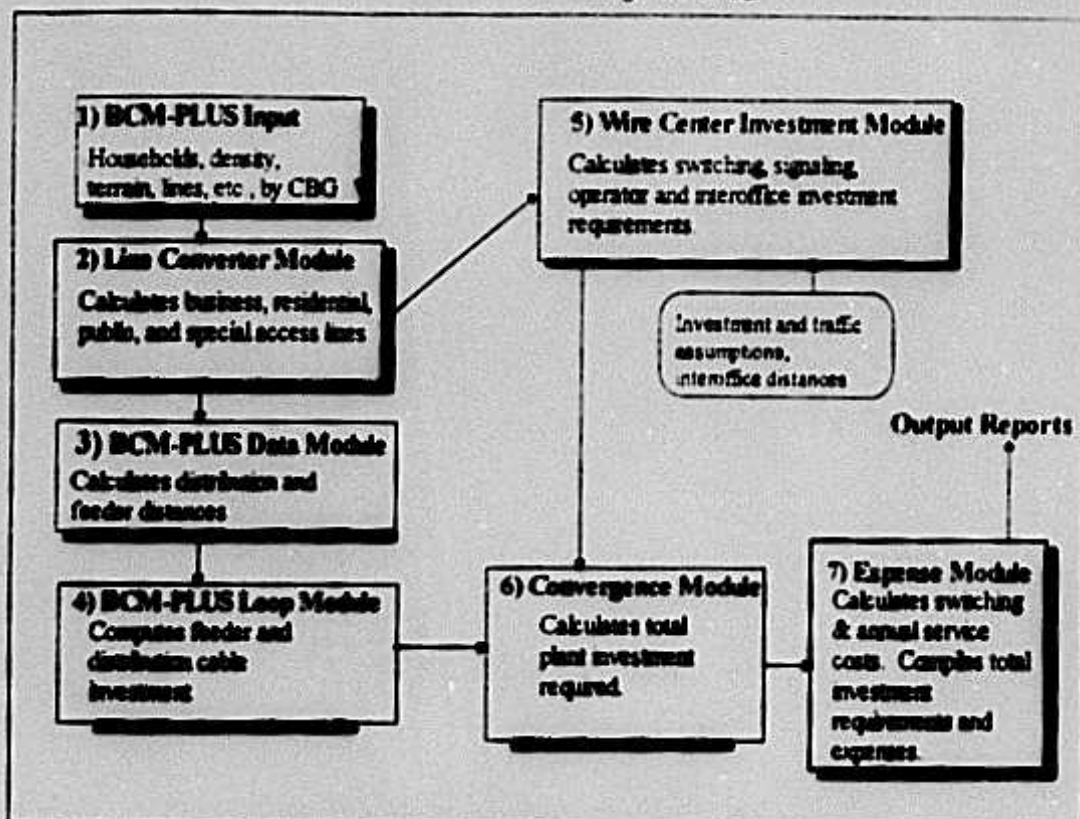 1) BCM-PLUS Input
Households, density,
terrain, lines, etc , by CBG
2) Line Converter Module
Calculates business, residential,
public, and special access lines
3) BCM-PLUS Data Module
Calculates distribution and
feeder distances
4) BCM-PLUS Loop Module
Computes feeder and
distribution cable
investment
5) Wire Center Investment Module
Calculates switching, signaling,
operator and interoffice investment
requirements
Investment and traffic
assumptions,
interoffice distances
6) Convergence Module
Calculates total
plant investment
required.
7) Expense Module
Calculates switching
& annual service
costs. Compiles total
investment
requirements and
expenses.
Output Reports